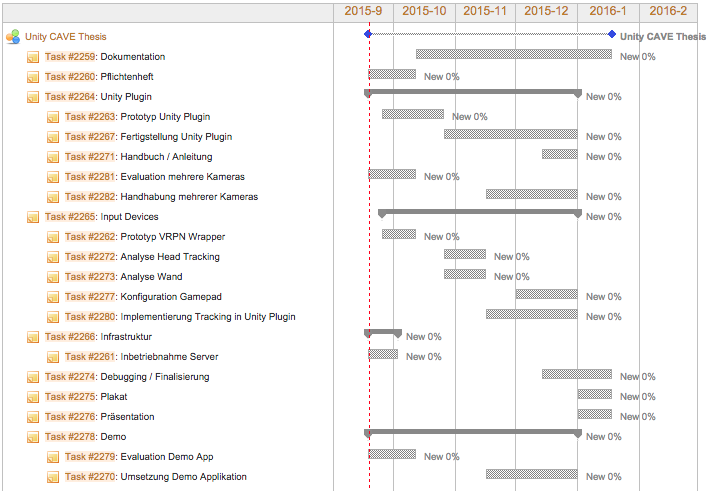 2015-9 2015-10 2015-11 2015-12 2016-1 2016-2
Unity CAVE Thesis Unity CAVE Thesis
Task #2259: Dokumentation New 0%
Task #2260: Pflichtenheft New 0%
Task #2264: Unity Plugin New 0%
Task #2263: Prototyp Unity Plugin New 0%
Task #2267: Fertigstellung Unity Plugin New 0%
Task #2271: Handbuch / Anleitung New 0%
Task #2281: Evaluation mehrere Kameras New 0%
Task #2282: Handhabung mehrerer Kameras New 0%
Task #2265: Input Devices New 0%
Task #2262: Prototyp VRPN Wrapper New 0%
Task #2272: Analyse Head Tracking New 0%
Task #2273: Analyse Wand New 0%
Task #2277: Konfiguration Gamepad New 0%
Task #2280: Implementierung Tracking in Unity Plugin New 0%
Task #2266: Infrastruktur New 0%
Task #2261: Inbetriebnahme Server New 0%
Task #2274: Debugging / Finalisierung New 0%
Task #2275: Plakat New 0%
Task #2276: Präsentation New 0%
Task #2278: Demo New 0%
Task #2279: Evaluation Demo App New 0%
Task #2270: Umsetzung Demo Applikation New 0%